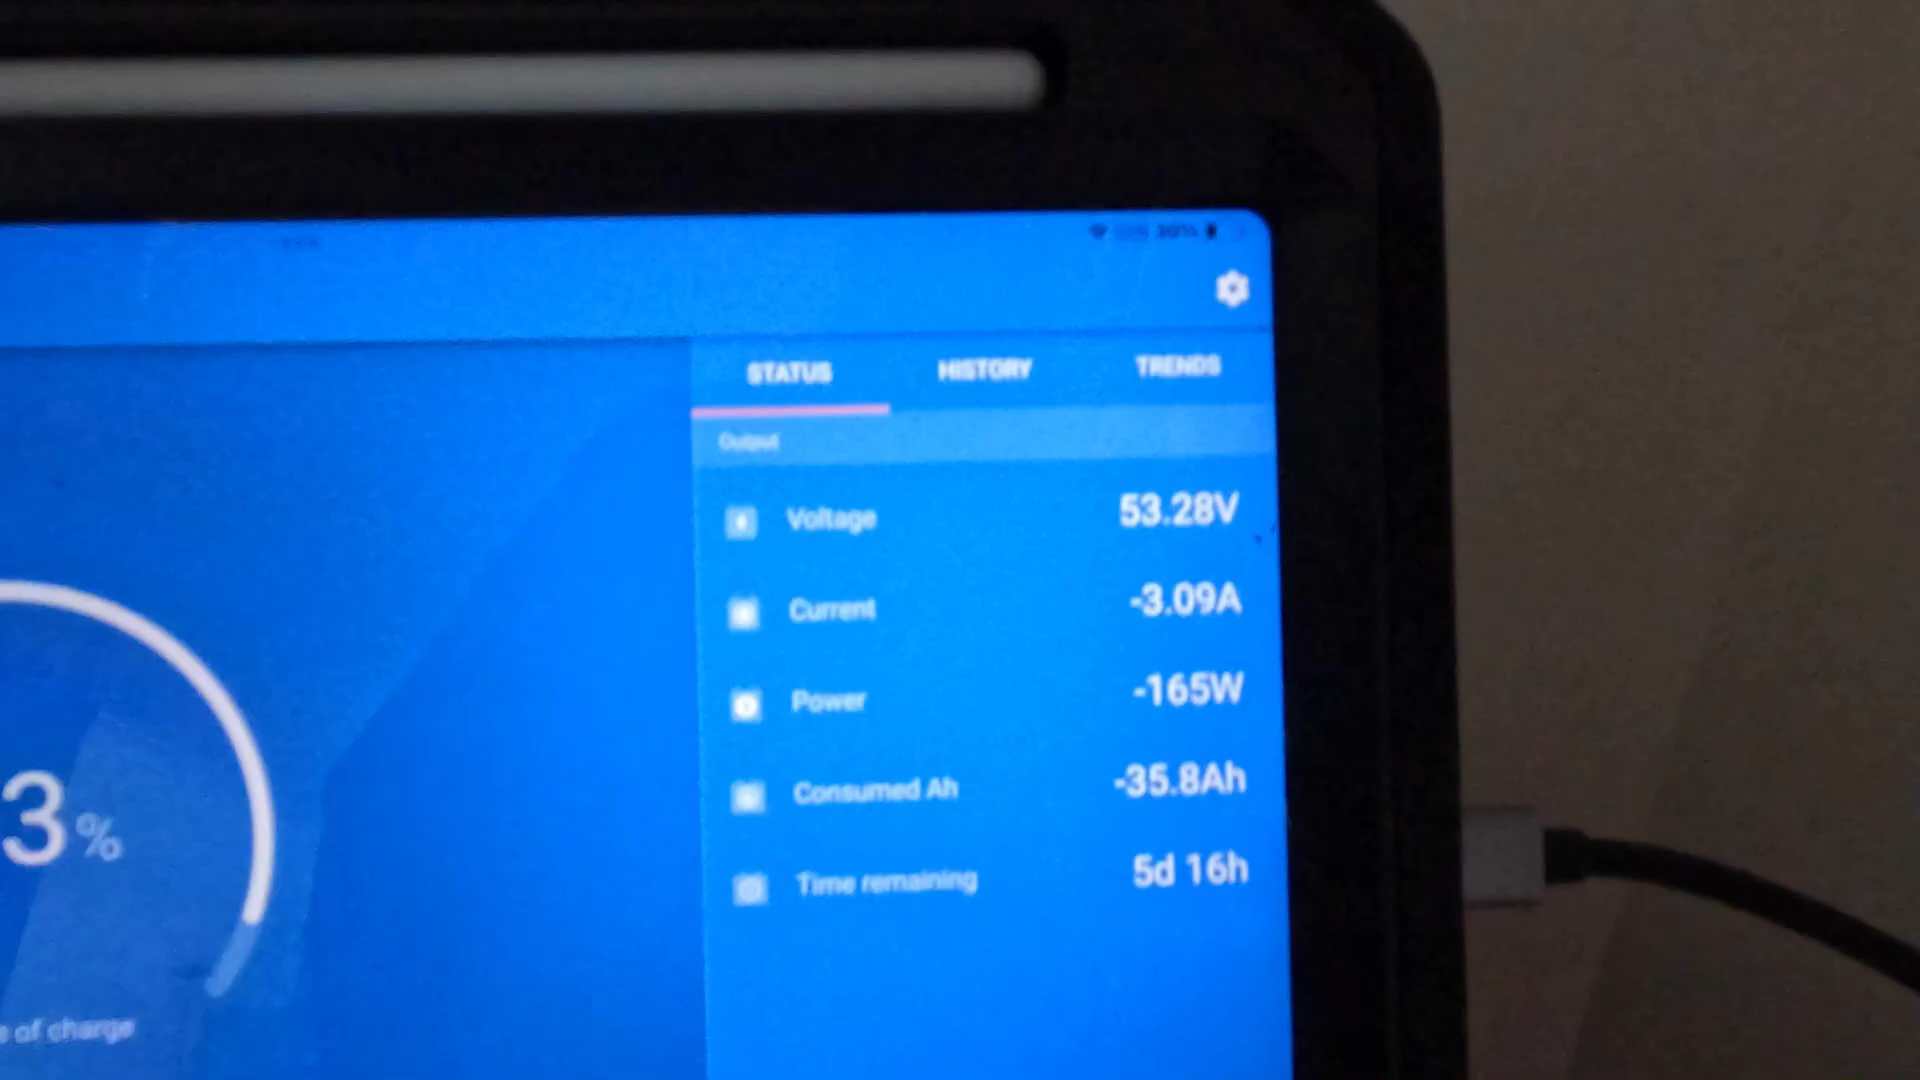 30%
STATUS HISTORY TRENDS
Output
Voltage 53.28V
Current -3.09A
Power -165W
Consumed Ah -35.8Ah
Time remaining 5d 16h
3%
of charge